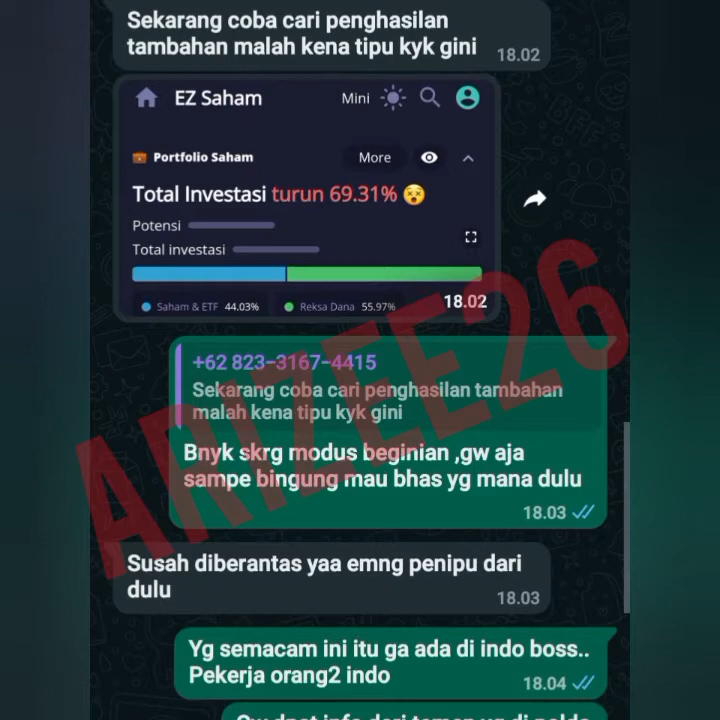 Sekarang coba cari penghasilan
tambahan malah kena tipu kyk gini
18.02
EZ Saham
Mini
Portfolio Saham
More
Total Investasi turun 69.31%
Potensi
Total investasi
Saham & ETF 44.03%
Reksa Dana 55.97%
18.02
+62 823-3167-4415
Sekarang coba cari penghasilan tambahan
malah kena tipu kyk gini
Bnyk skrg modus beginian ,gw aja
sampe bingung mau bhas yg mana dulu
18.03
Susah diberantas yaa emng penipu dari
dulu
18.03
Yg semacam ini itu ga ada di indo boss..
Pekerja orang2 indo
18.04
ARIZEE26